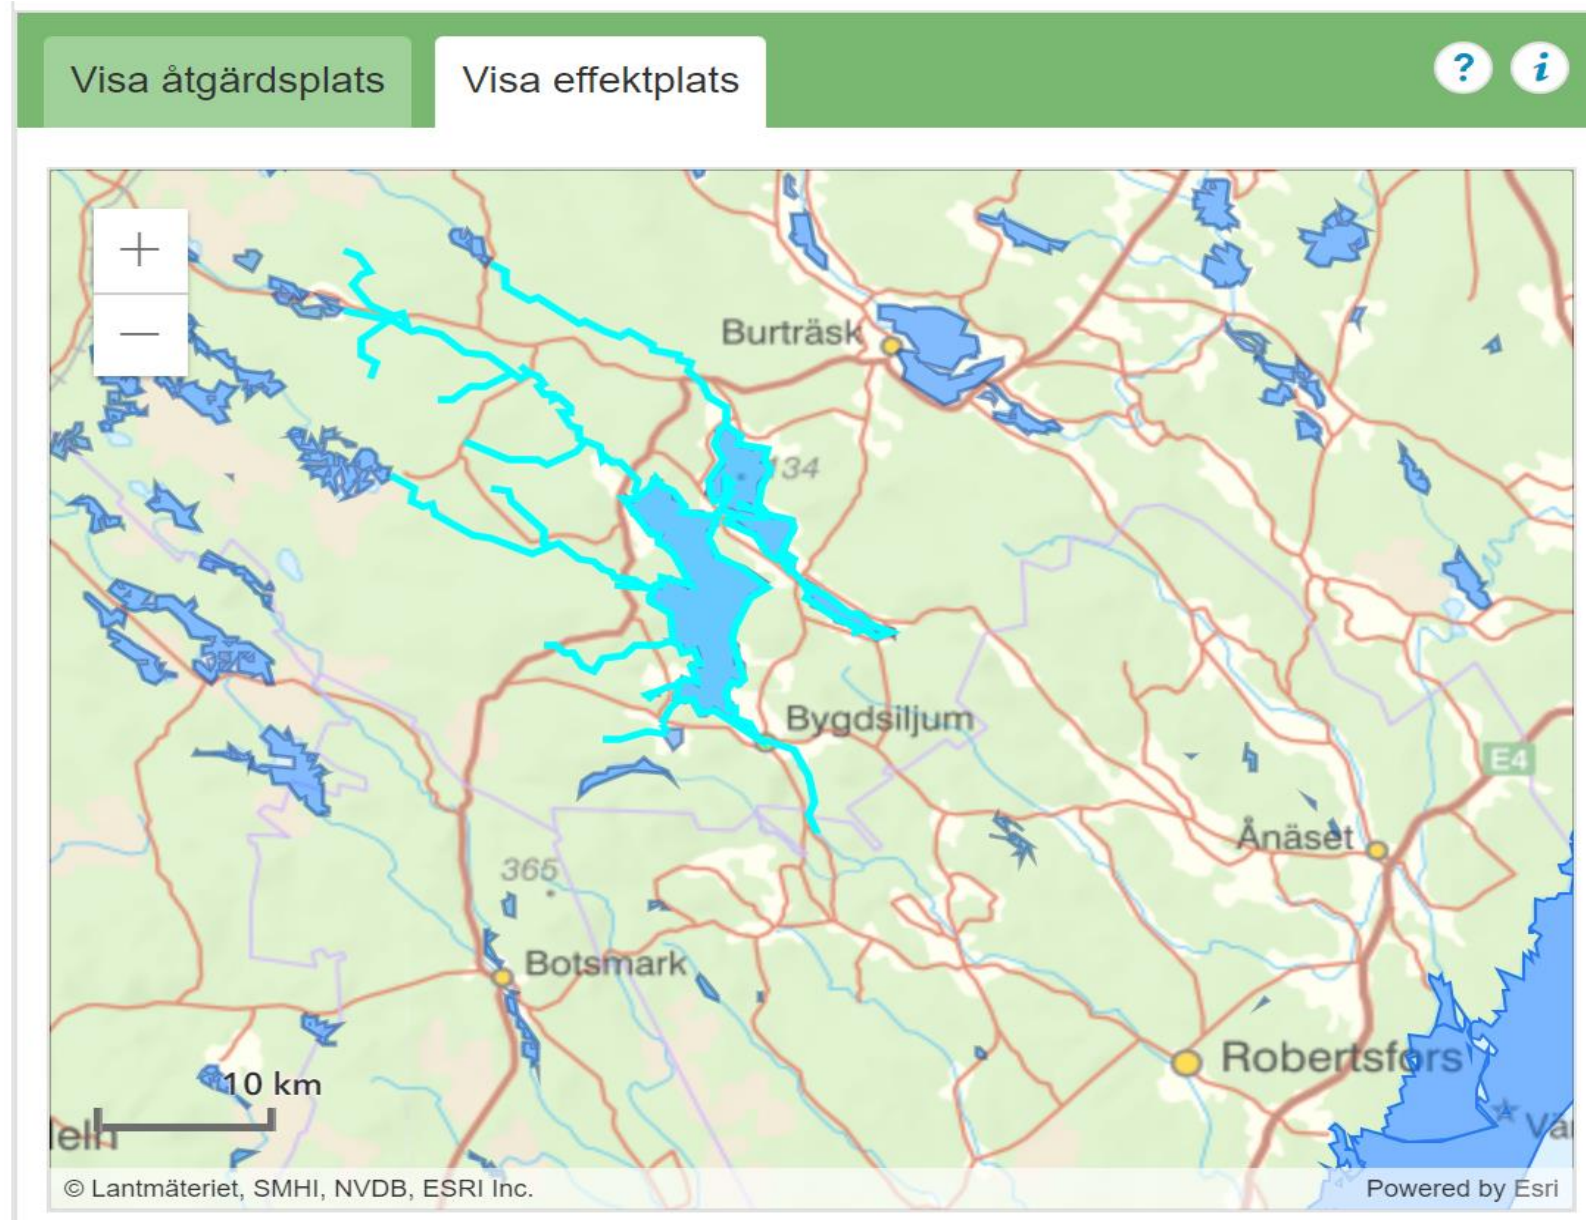 Visa åtgärdsplats
Visa effektplats
?
i
+
−
Burträsk
134
Bygdsiljum
E4
Ånäset
365
Botsmark
Robertsfors
10 km
© Lantmäteriet, SMHI, NVDB, ESRI Inc.
Powered by Esri